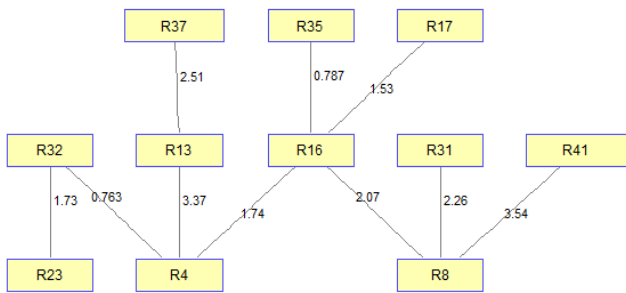 R37 R35 R17
2.51 0.787 1.53
R32 R13 R16 R31 R41
1.73 0.763 3.37 1.74 2.07 2.26 3.54
R23 R4 R8